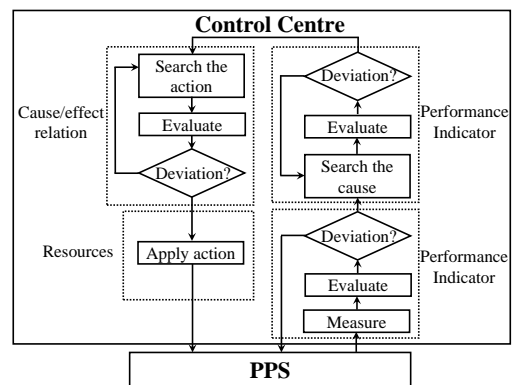 Control Centre
Search the
action
Evaluate
Deviation?
Cause/effect
relation
Resources
Apply action
Deviation?
Evaluate
Search the
cause
Performance
Indicator
Deviation?
Evaluate
Measure
Performance
Indicator
PPS